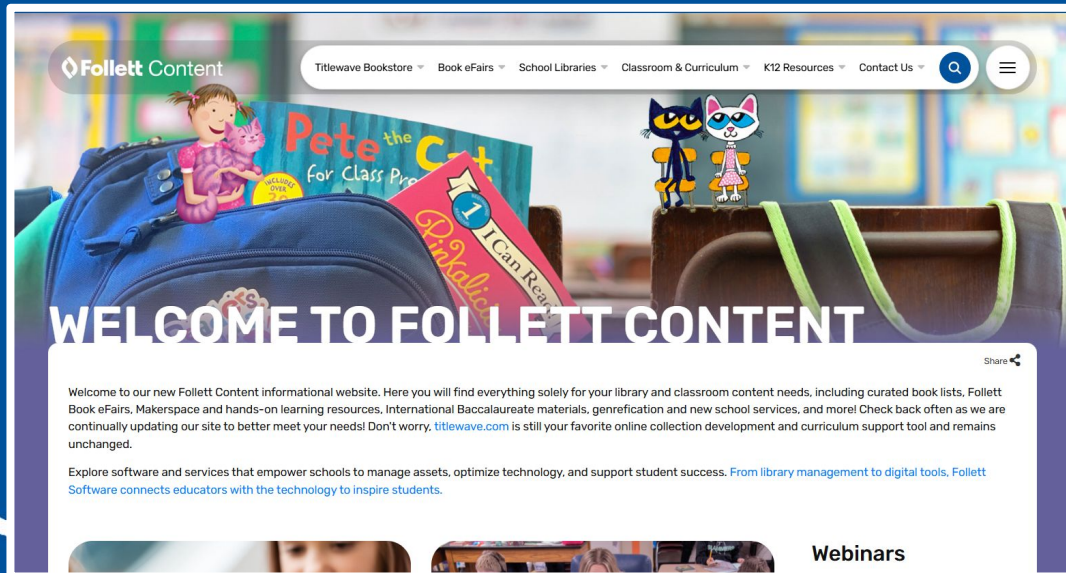 Follett Content
Titlewave Bookstore
Book eFairs
School Libraries
Classroom & Curriculum
K12 Resources
Contact Us
Pete the Cat
for Class Pre
INCLUDES
OVER
1
I Can Read
Pinkalici
WELCOME TO FOLLETT CONTENT
Share
Welcome to our new Follett Content informational website. Here you will find everything solely for your library and classroom content needs, including curated book lists, Follett
Book eFairs, Makerspace and hands-on learning resources, International Baccalaureate materials, genrefication and new school services, and more! Check back often as we are
continually updating our site to better meet your needs! Don't worry, titlewave.com is still your favorite online collection development and curriculum support tool and remains
unchanged.
Explore software and services that empower schools to manage assets, optimize technology, and support student success. From library management to digital tools, Follett
Software connects educators with the technology to inspire students.
Webinars